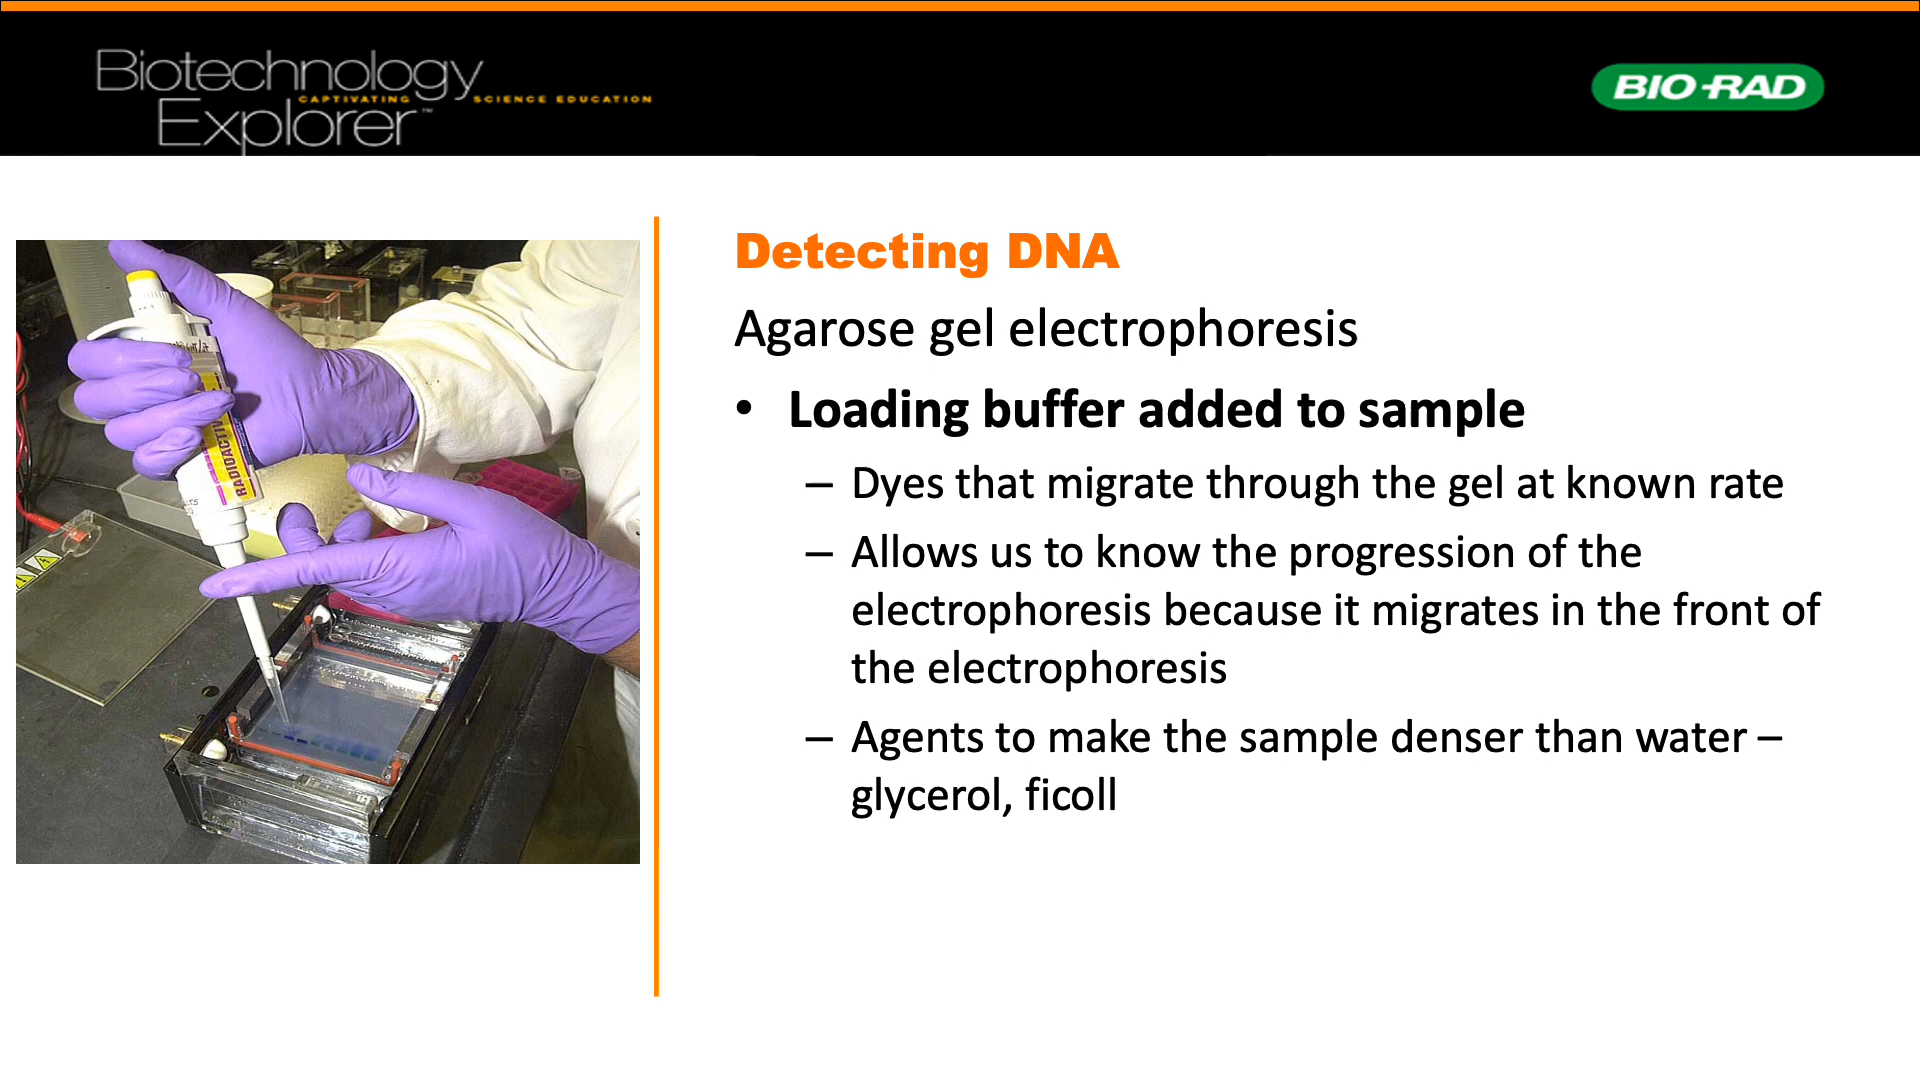 Biotechnology
CAPTIVATING SCIENCE EDUCATION
Explorer™
BIO-RAD
RADIOACTIV
Detecting DNA
Agarose gel electrophoresis
• Loading buffer added to sample
– Dyes that migrate through the gel at known rate
– Allows us to know the progression of the
electrophoresis because it migrates in the front of
the electrophoresis
– Agents to make the sample denser than water –
glycerol, ficoll